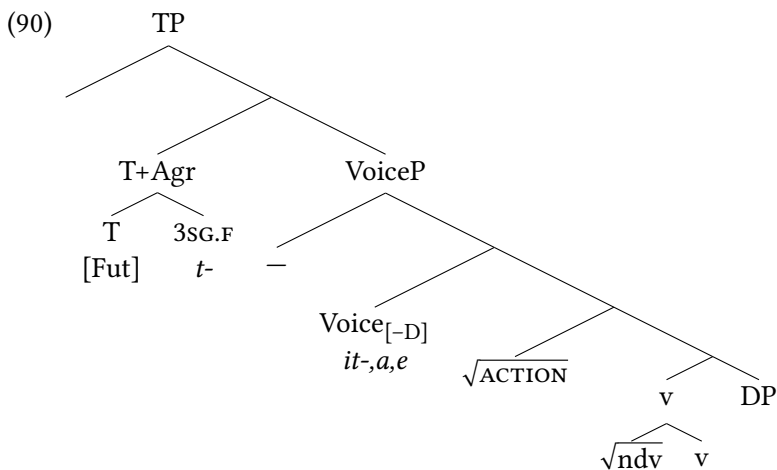 (90) TP
T+Agr VoiceP
T 3SG.F –
[Fut] t-
Voice[–D]
it-,a,e √ACTION
v DP
√ndv v